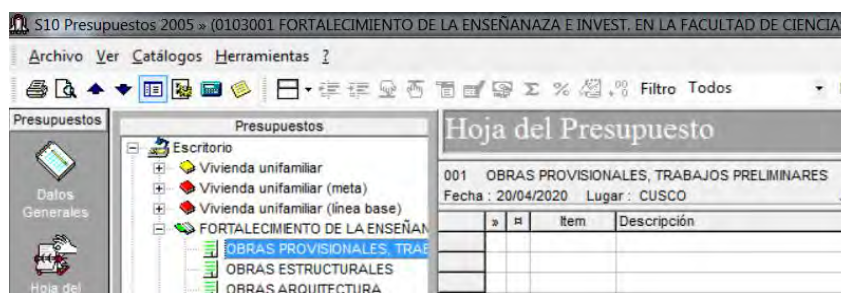 S10 Presupuestos 2005 » (0103001 FORTALECIMIENTO DE LA ENSEÑANAZA E INVEST. EN LA FACULTAD DE CIENCIA
Archivo Ver Catálogos Herramientas ?
Filtro Todos
Presupuestos
Datos Generales
Hoja del
Presupuestos
Escritorio
Vivienda unifamiliar
Vivienda unifamiliar (meta)
Vivienda unifamiliar (línea base)
FORTALECIMIENTO DE LA ENSEÑAN
OBRAS PROVISIONALES, TRAB
OBRAS ESTRUCTURALES
OBRAS ARQUITECTURA
Hoja del Presupuesto
001 OBRAS PROVISIONALES, TRABAJOS PRELIMINARES
Fecha : 20/04/2020 Lugar : CUSCO
» ¤ Item Descripción